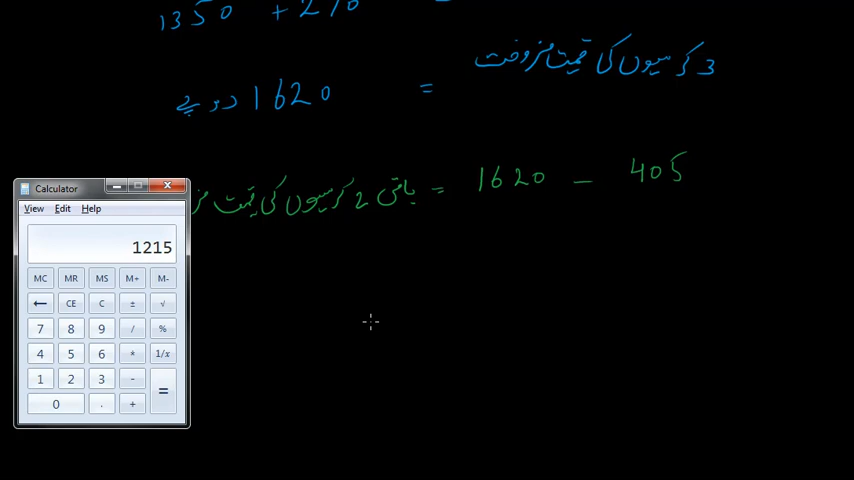 1350 + 270 =
3 کرسیوں کی قیمت فروخت = 1620 روپے
باقی 2 کرسیوں کی قیمت = 1620 - 405
Calculator
View Edit Help
1215
MC MR MS M+ M-
← CE C ± √
7 8 9 / %
4 5 6 * 1/x
1 2 3 - =
0 . +